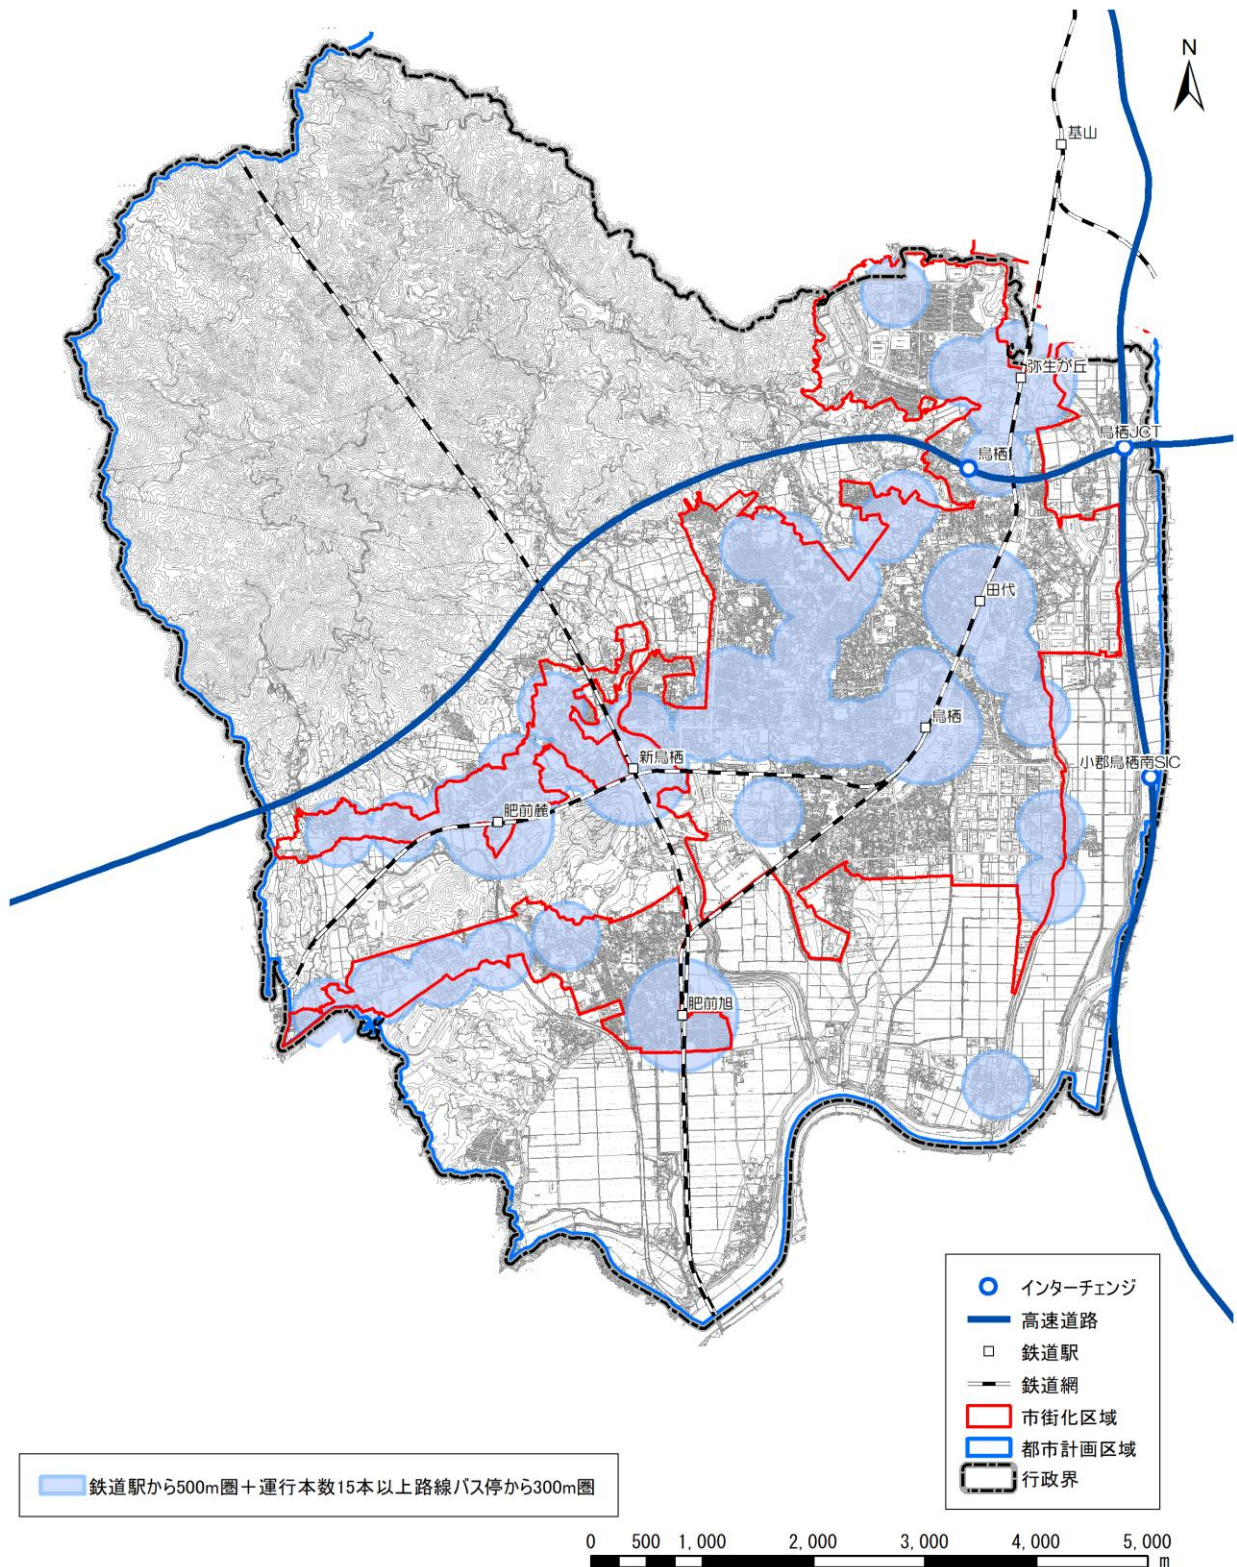 N
基山
弥生が丘
鳥栖JCT
鳥栖
田代
鳥栖
小郡鳥栖南SIC
新鳥栖
肥前麓
肥前旭
インターチェンジ
高速道路
鉄道駅
鉄道網
市街化区域
都市計画区域
行政界
鉄道駅から500m圏＋運行本数15本以上路線バス停から300m圏
0 500 1,000 2,000 3,000 4,000 5,000
m